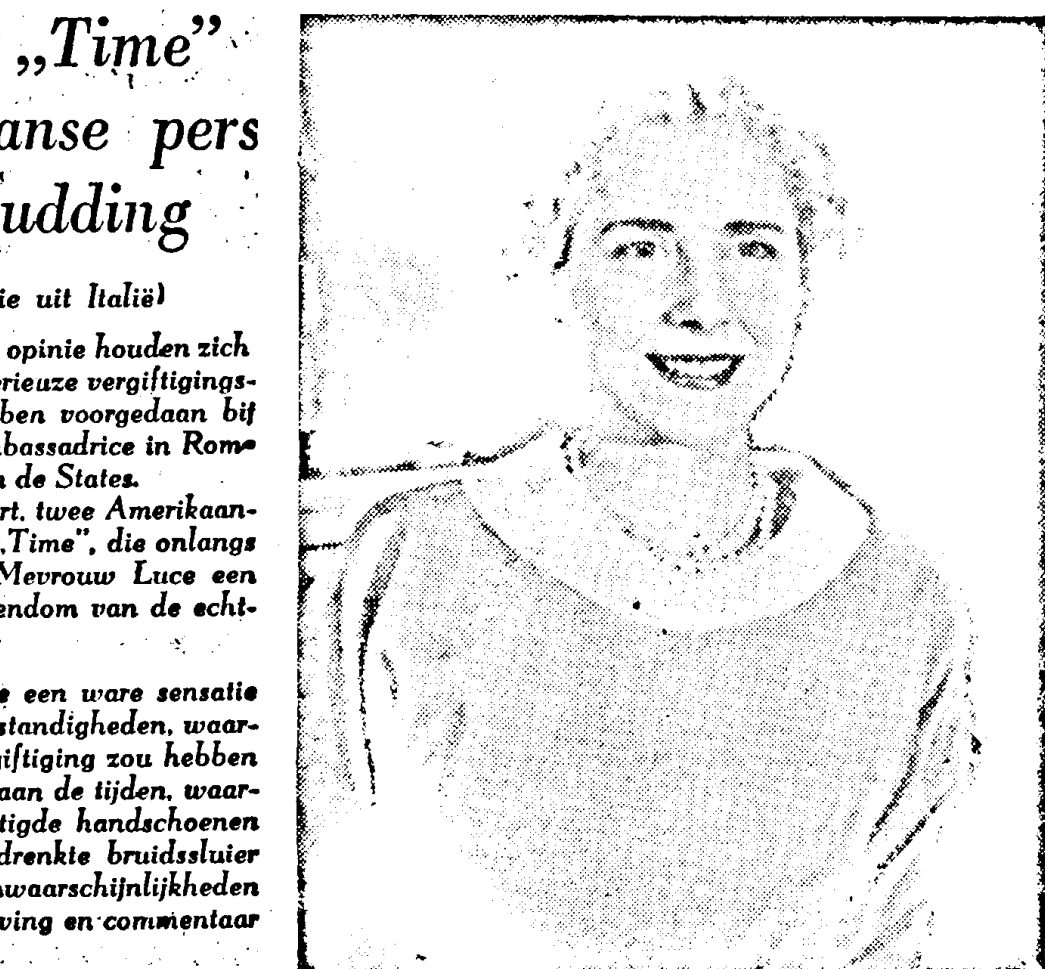 „Time”
anse pers
udding
ie uit Italië)
opinie houden zich
erieuze vergiftigings-
ben voorgedaan bij
bassadrice in Rome
n de States.
rt, twee Amerikaan-
„Time”, die onlangs
Mevrouw Luce een
endom van de echt-
e een ware sensatie
standigheden, waar-
giftiging zou hebben
aan de tijden, waar-
tigde handschoenen
drenkte bruidssluier
waarschijnlijkheden
ving en commentaar